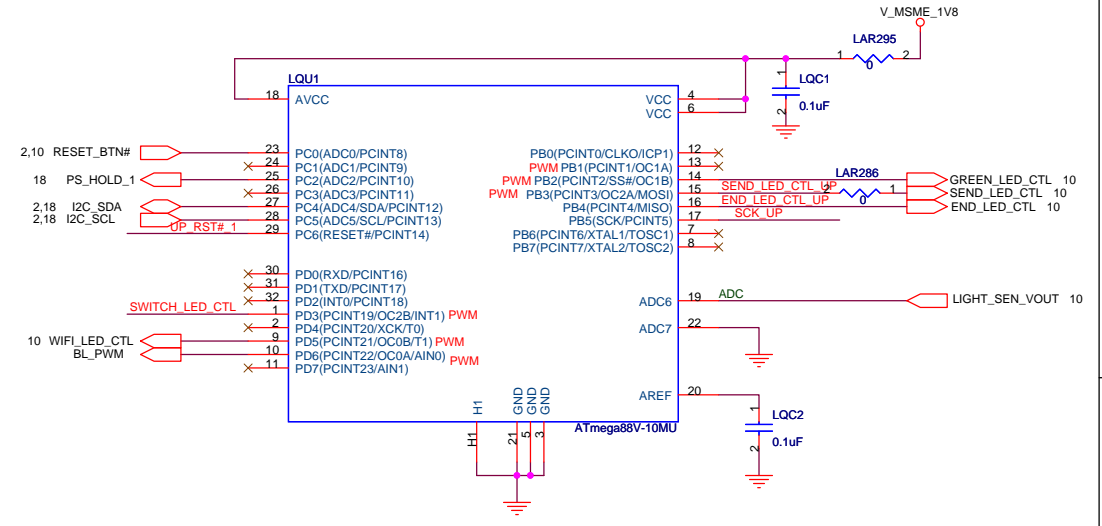 V_MSME_1V8
LAR295
1 2
0
LQU1
1
LQC1
2
0.1uF
18 AVCC
VCC 4
VCC 6
2,10 RESET_BTN# 23 PC0(ADC0/PCINT8)
24 PC1(ADC1/PCINT9)
18 PS_HOLD_1 25 PC2(ADC2/PCINT10)
26 PC3(ADC3/PCINT11)
2,18 I2C_SDA 27 PC4(ADC4/SDA/PCINT12)
2,18 I2C_SCL 28 PC5(ADC5/SCL/PCINT13)
UP_RST#_1 29 PC6(RESET#/PCINT14)
PB0(PCINT0/CLKO/ICP1) 12
PWM PB1(PCINT1/OC1A) 13
PWM PB2(PCINT2/SS#/OC1B) 14 GREEN_LED_CTL 10
PWM PB3(PCINT3/OC2A/MOSI) 15 SEND_LED_CTL_UP 2 LAR286 0 1 SEND_LED_CTL 10
PB4(PCINT4/MISO) 16 END_LED_CTL_UP END_LED_CTL 10
PB5(SCK/PCINT5) 17 SCK_UP
PB6(PCINT6/XTAL1/TOSC1) 7
PB7(PCINT7/XTAL2/TOSC2) 8
30 PD0(RXD/PCINT16)
31 PD1(TXD/PCINT17)
32 PD2(INT0/PCINT18)
SWITCH_LED_CTL 1 PD3(PCINT19/OC2B/INT1) PWM
2 PD4(PCINT20/XCK/T0)
10 WIFI_LED_CTL 9 PD5(PCINT21/OC0B/T1) PWM
BL_PWM 10 PD6(PCINT22/OC0A/AIN0) PWM
11 PD7(PCINT23/AIN1)
ADC6 19 ADC LIGHT_SEN_VOUT 10
ADC7 22
AREF 20
1
LQC2
2
0.1uF
H1 GND GND GND
ATmega88V-10MU
H1 21 5 3